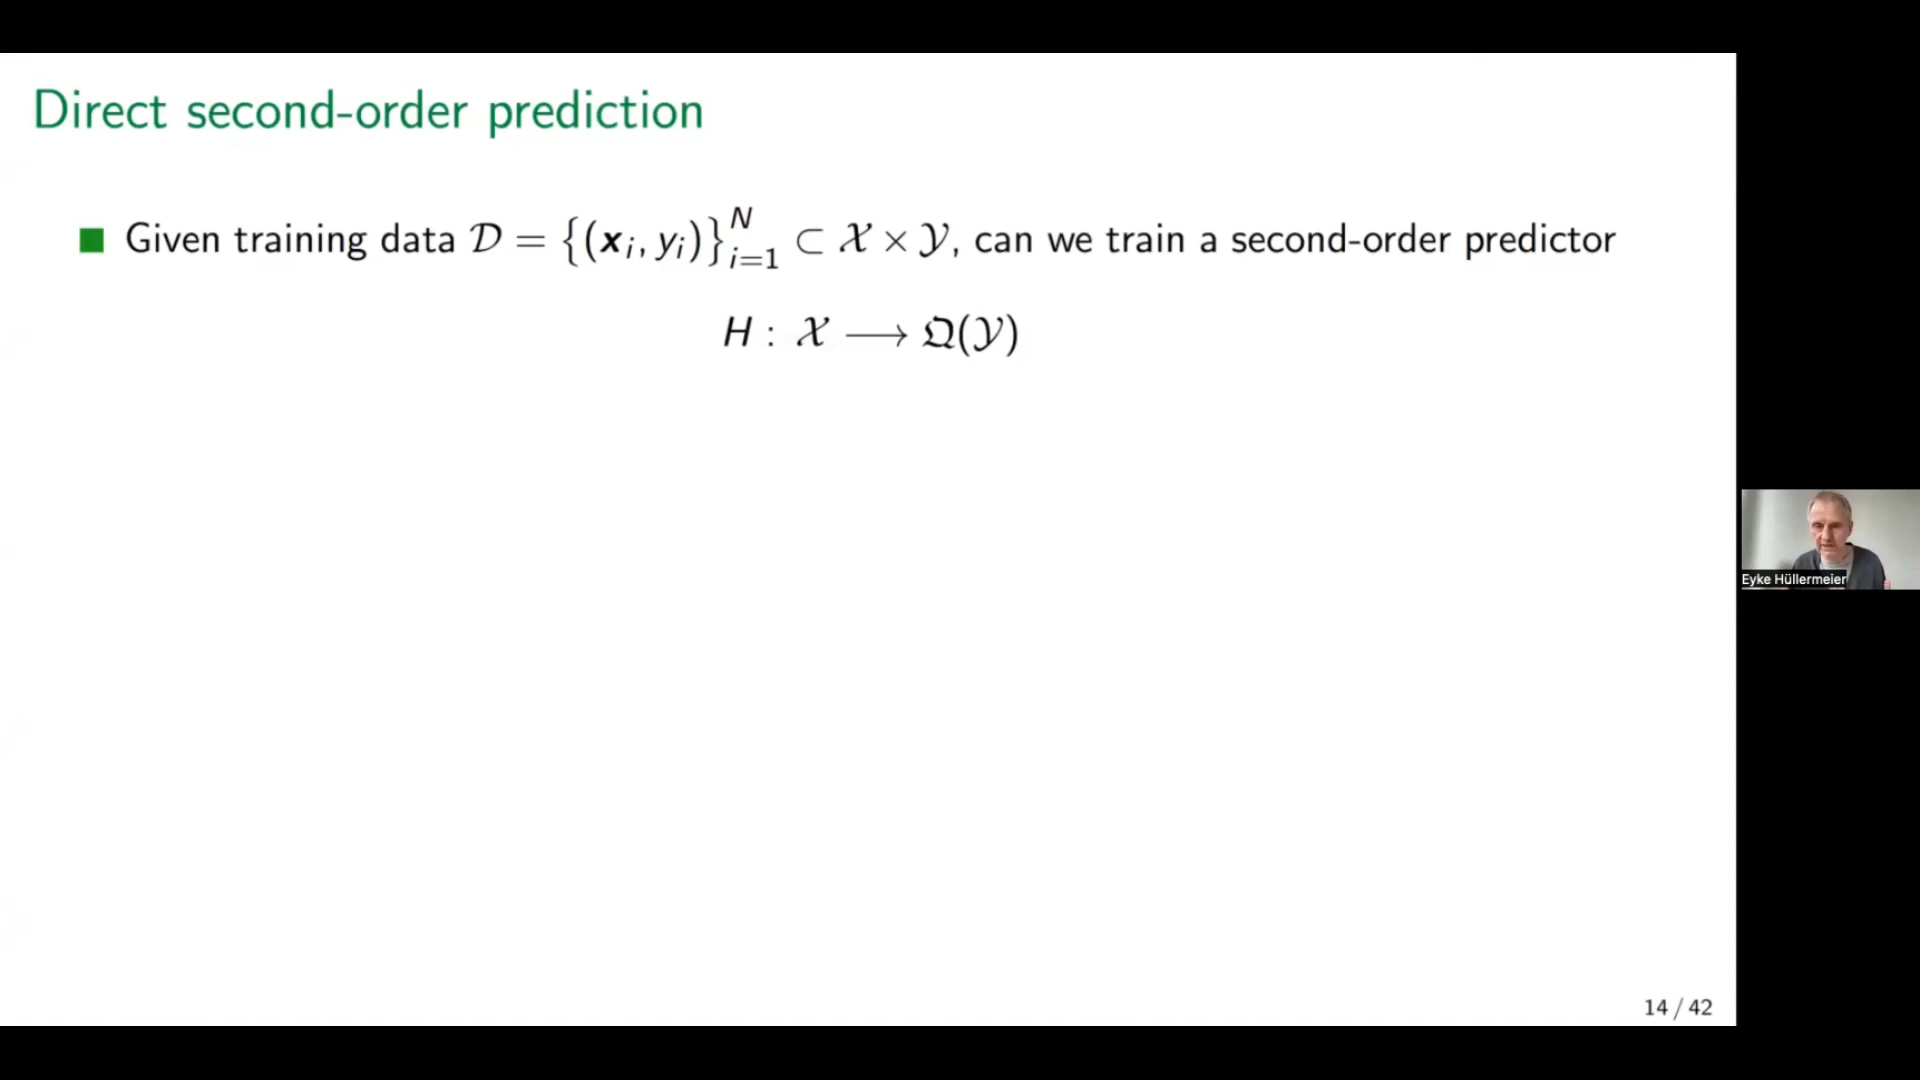 Direct second-order prediction
Given training data 𝒟 = {(𝒙ᵢ, yᵢ)}ᵢ₌₁ᴺ ⊂ 𝒳 × 𝒴, can we train a second-order predictor
H : 𝒳 ⟶ 𝔔(𝒴)
Eyke Hüllermeier
14 / 42